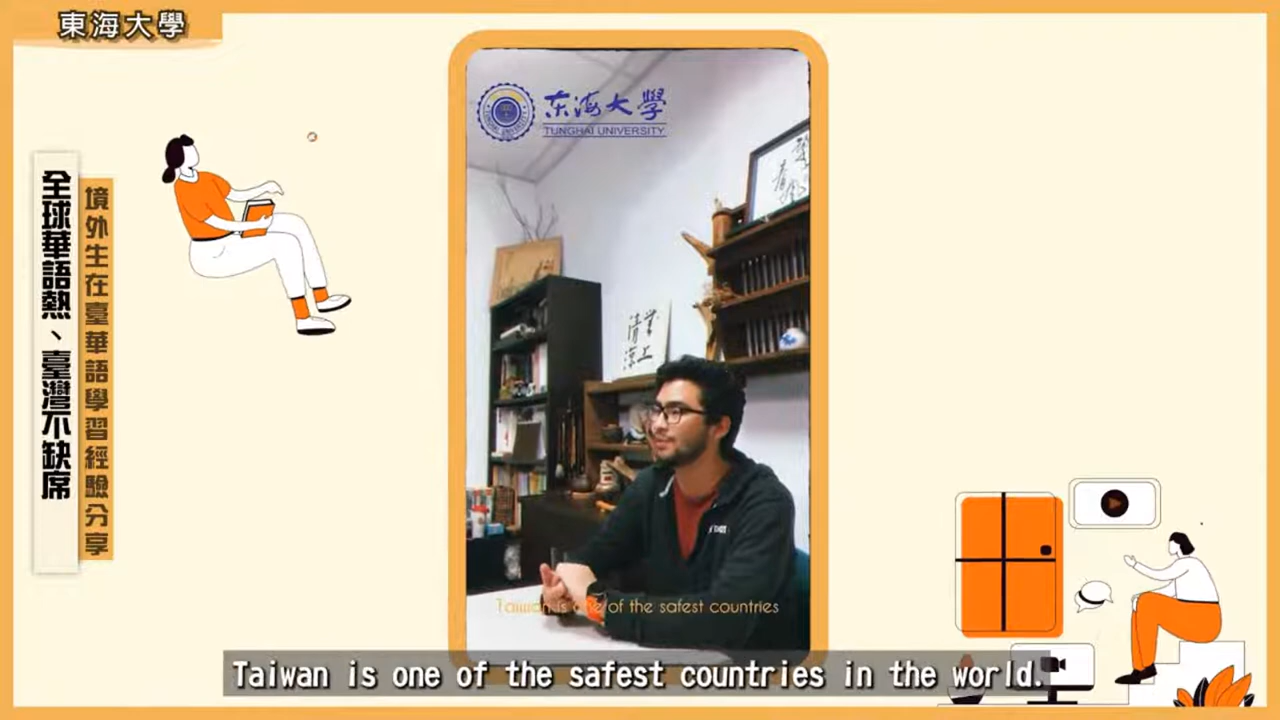 東海大學
全球華語熱、臺灣不缺席
境外生在臺華語學習經驗分享
东海大學
TUNGHAI UNIVERSITY
Taiwan is one of the safest countries
Taiwan is one of the safest countries in the world.